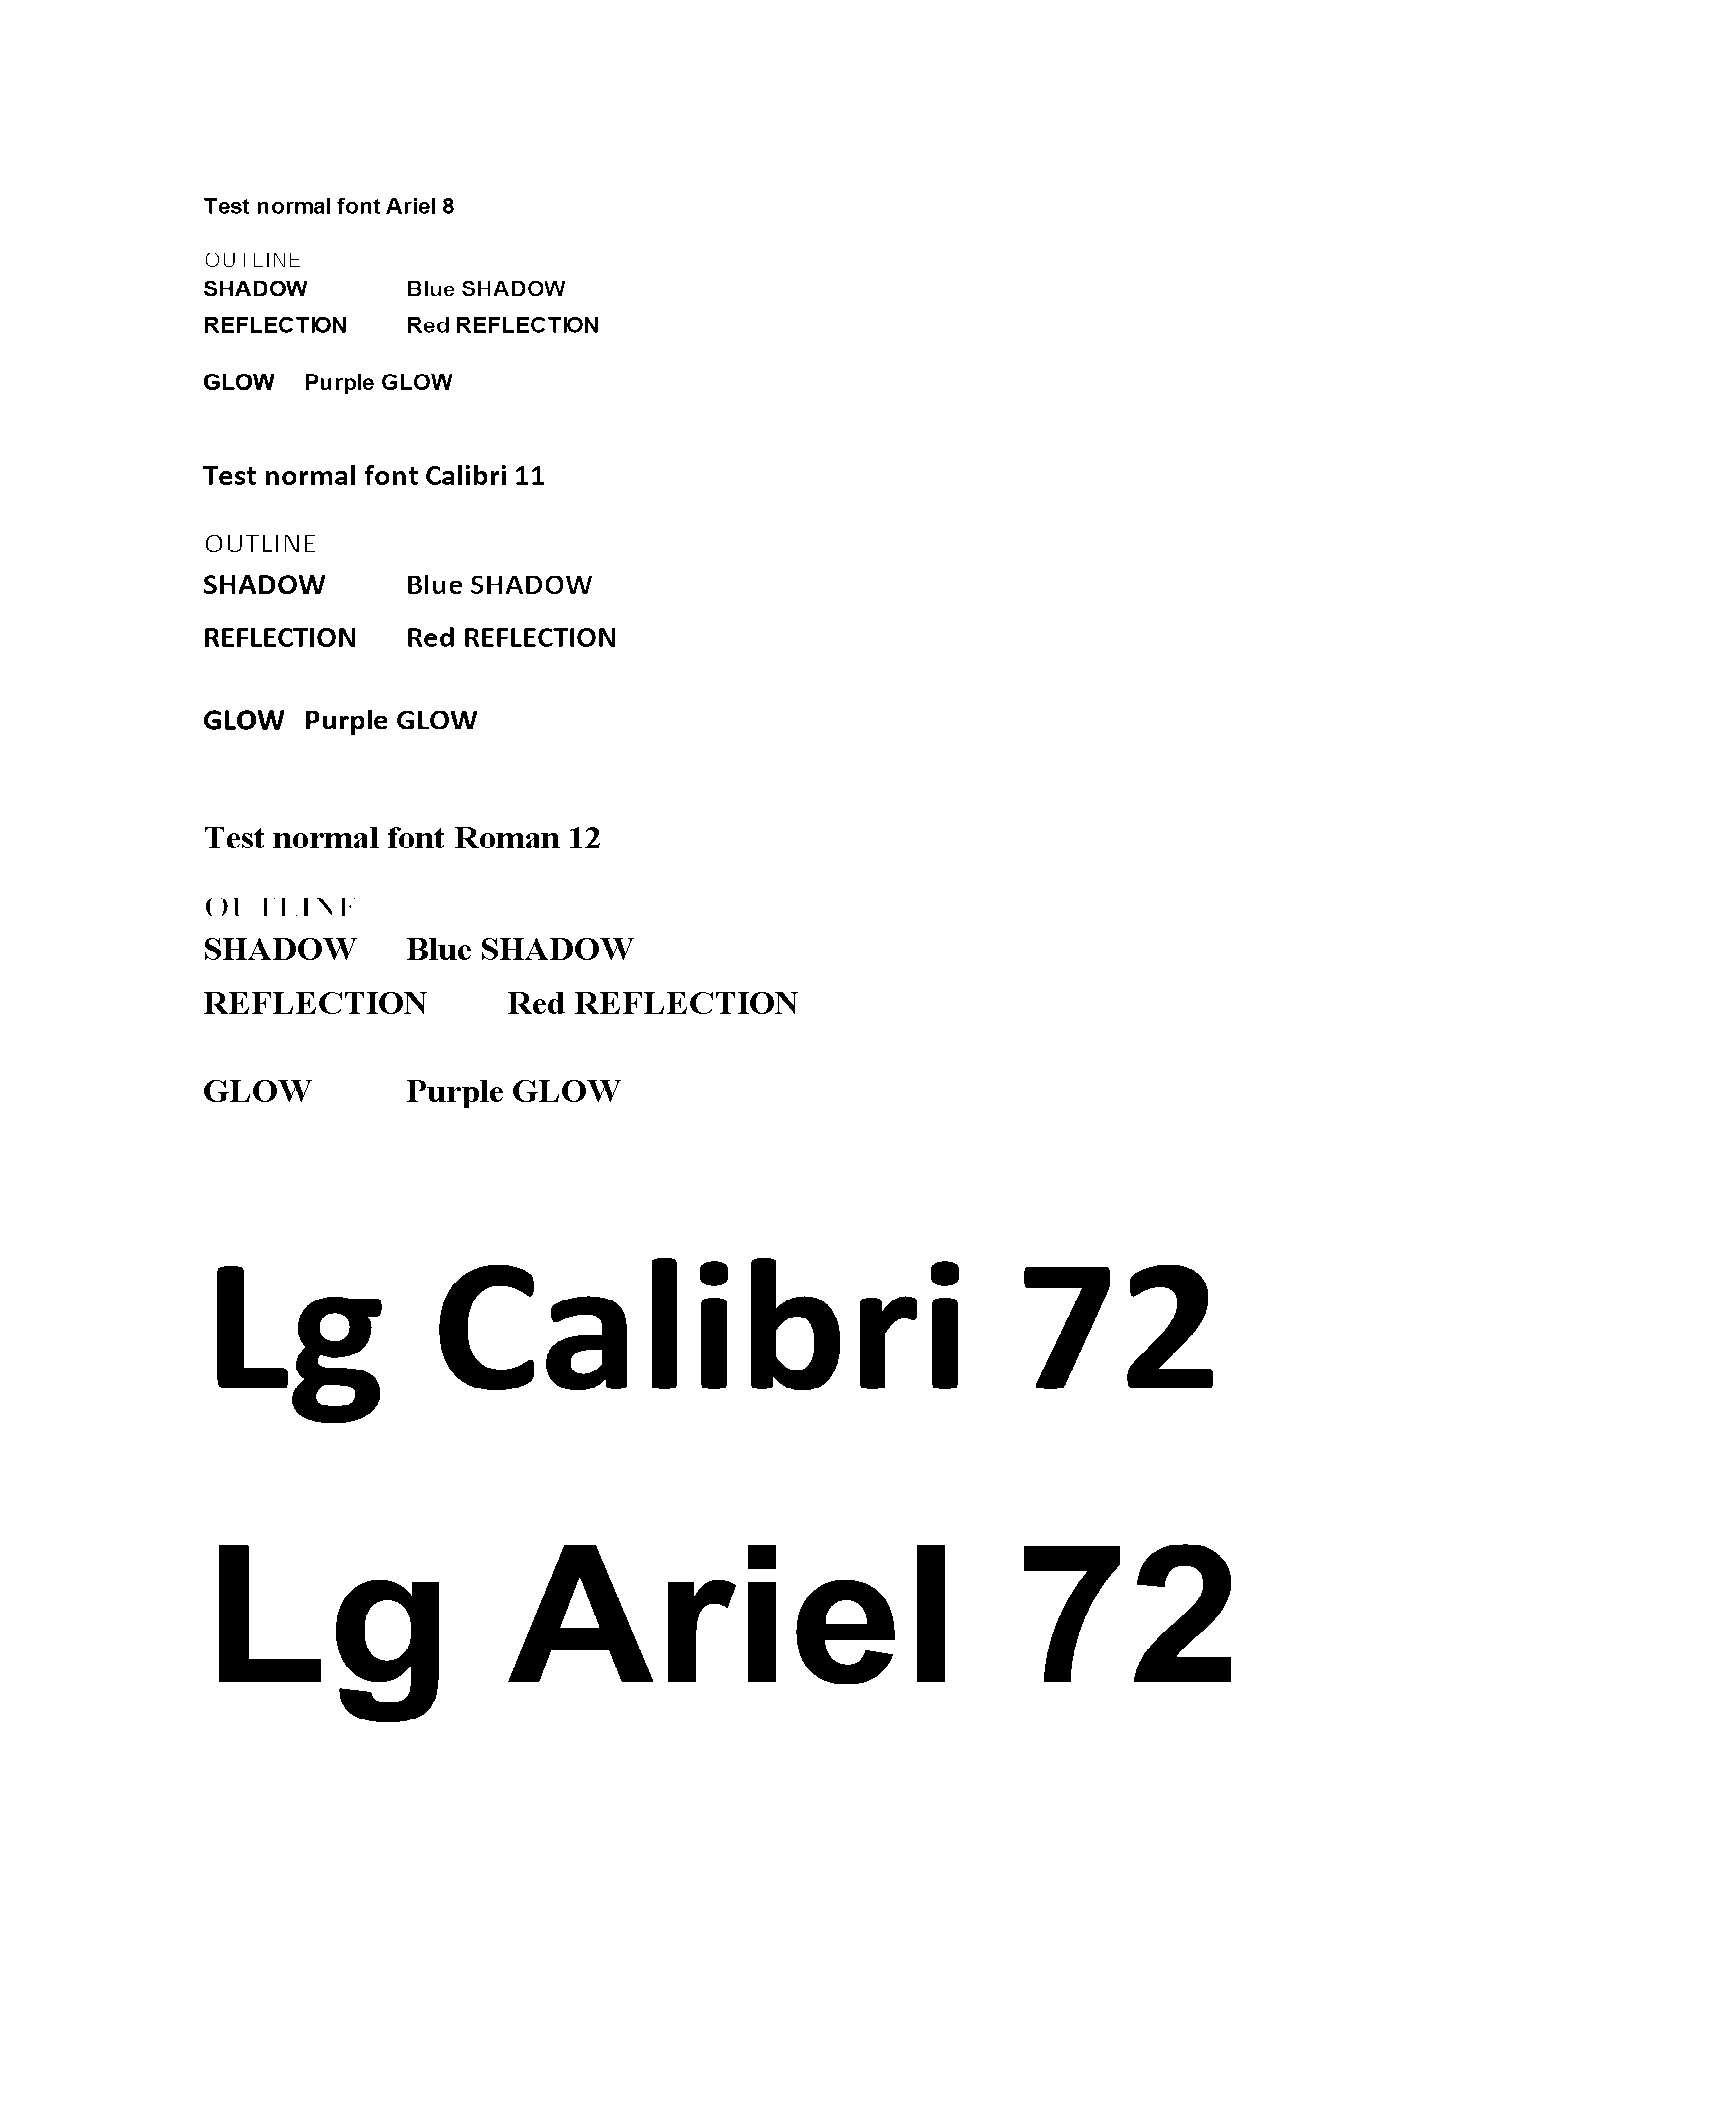 Test normal font Ariel 8
OUTLINE
SHADOW Blue SHADOW
REFLECTION Red REFLECTION
GLOW Purple GLOW
Test normal font Calibri 11
OUTLINE
SHADOW Blue SHADOW
REFLECTION Red REFLECTION
GLOW Purple GLOW
Test normal font Roman 12
OUTLINE
SHADOW Blue SHADOW
REFLECTION Red REFLECTION
GLOW Purple GLOW
Lg Calibri 72
Lg Ariel 72